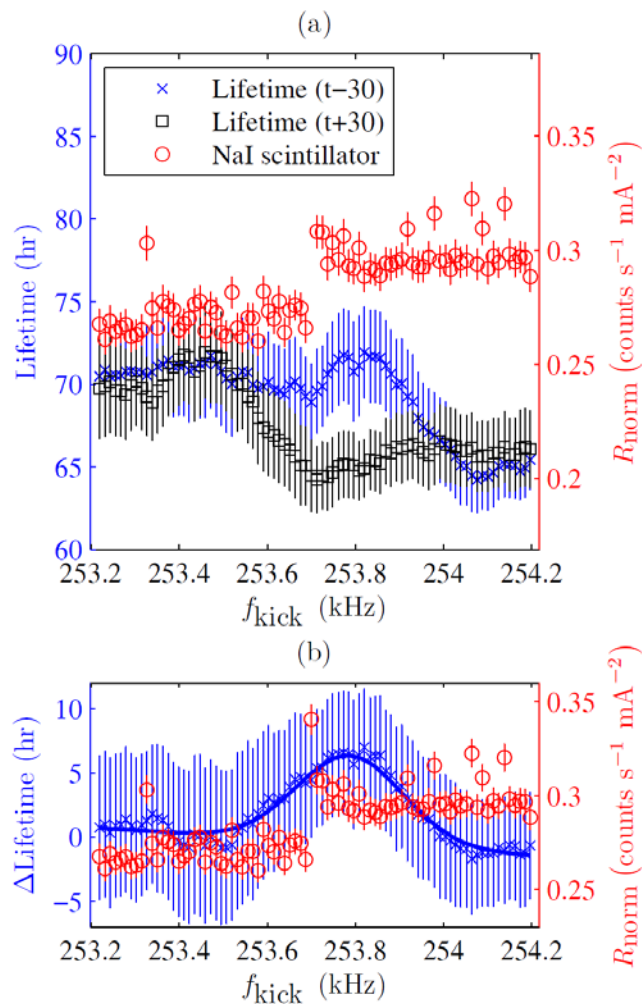 (a)
90
85
80
75
70
65
60
Lifetime (hr)
Lifetime (t−30)
Lifetime (t+30)
NaI scintillator
0.35
0.3
0.25
0.2
R_norm (counts s⁻¹ mA⁻²)
253.2 253.4 253.6 253.8 254 254.2
f_kick (kHz)
(b)
10
5
0
−5
ΔLifetime (hr)
0.35
0.3
0.25
R_norm (counts s⁻¹ mA⁻²)
253.2 253.4 253.6 253.8 254 254.2
f_kick (kHz)